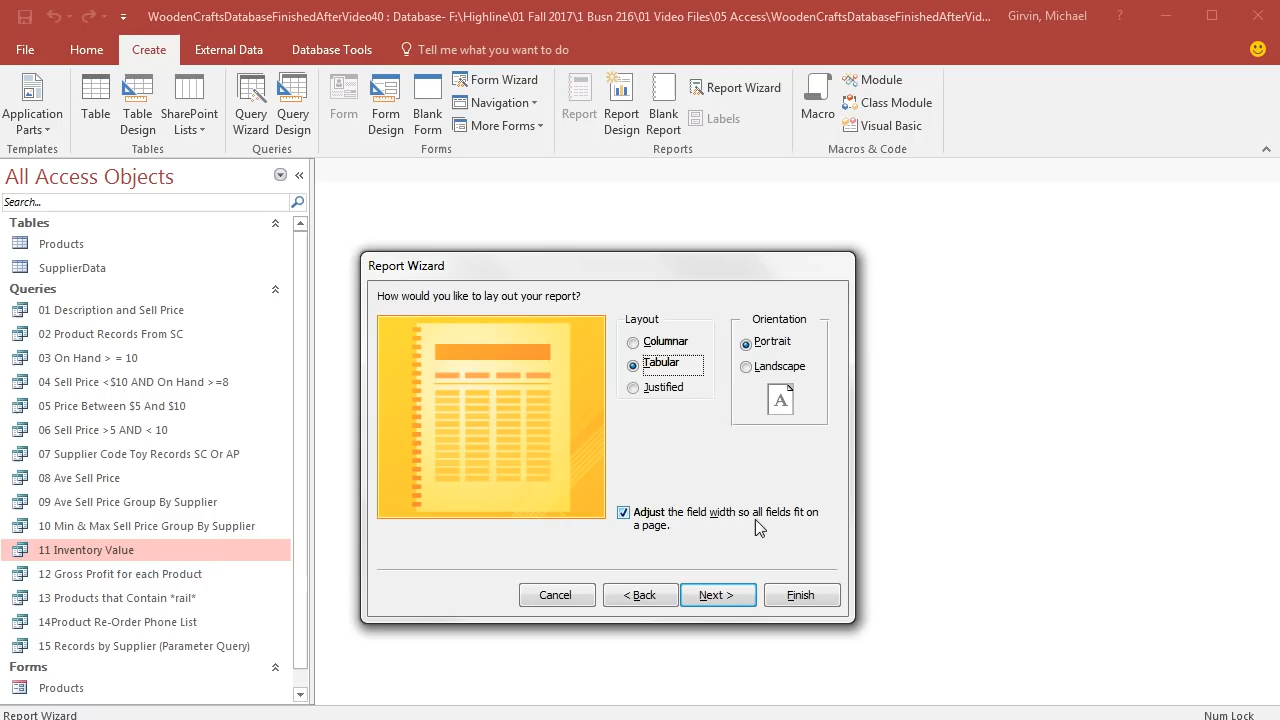 WoodenCraftsDatabaseFinishedAfterVideo40 : Database- F:\Highline\01 Fall 2017\1 Busn 216\01 Video Files\05 Access\WoodenCraftsDatabaseFinishedAfterVid... Girvin, Michael ?
File Home Create External Data Database Tools Tell me what you want to do
Application Parts
Table
Table Design
SharePoint Lists
Query Wizard
Query Design
Form
Form Design
Blank Form
Form Wizard
Navigation
More Forms
Report
Report Design
Blank Report
Report Wizard
Labels
Macro
Module
Class Module
Visual Basic
Templates Tables Queries Forms Reports Macros & Code
All Access Objects
Search...
Tables
Products
SupplierData
Queries
01 Description and Sell Price
02 Product Records From SC
03 On Hand > = 10
04 Sell Price <$10 AND On Hand >=8
05 Price Between $5 And $10
06 Sell Price >5 AND < 10
07 Supplier Code Toy Records SC Or AP
08 Ave Sell Price
09 Ave Sell Price Group By Supplier
10 Min & Max Sell Price Group By Supplier
11 Inventory Value
12 Gross Profit for each Product
13 Products that Contain *rail*
14Product Re-Order Phone List
15 Records by Supplier (Parameter Query)
Forms
Products
Report Wizard
How would you like to lay out your report?
Layout
Columnar
Tabular
Justified
Orientation
Portrait
Landscape
A
Adjust the field width so all fields fit on
a page.
Cancel < Back Next > Finish
Report Wizard Num Lock